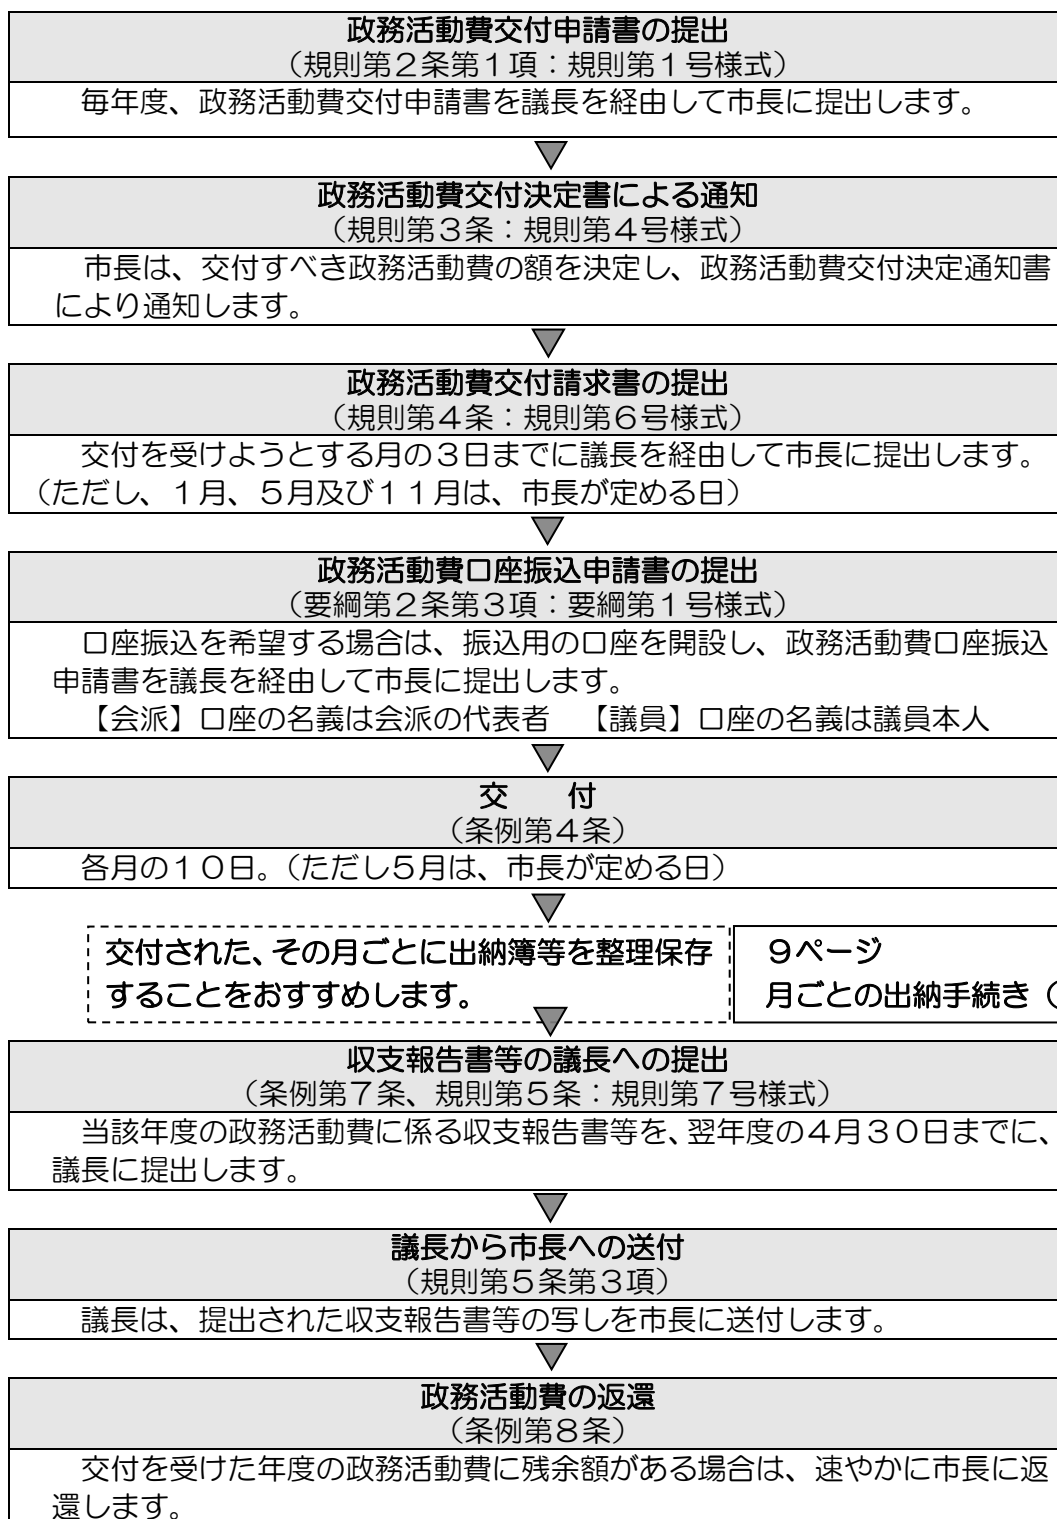 政務活動費交付申請書の提出
（規則第２条第１項：規則第１号様式）
毎年度、政務活動費交付申請書を議長を経由して市長に提出します。
政務活動費交付決定書による通知
（規則第３条：規則第４号様式）
市長は、交付すべき政務活動費の額を決定し、政務活動費交付決定通知書
により通知します。
政務活動費交付請求書の提出
（規則第４条：規則第６号様式）
交付を受けようとする月の３日までに議長を経由して市長に提出します。
（ただし、１月、５月及び１１月は、市長が定める日）
政務活動費口座振込申請書の提出
（要綱第２条第３項：要綱第１号様式）
口座振込を希望する場合は、振込用の口座を開設し、政務活動費口座振込
申請書を議長を経由して市長に提出します。
【会派】口座の名義は会派の代表者　【議員】口座の名義は議員本人
交　付
（条例第４条）
各月の１０日。（ただし５月は、市長が定める日）
交付された、その月ごとに出納簿等を整理保存
することをおすすめします。
９ページ
月ごとの出納手続き（
収支報告書等の議長への提出
（条例第７条、規則第５条：規則第７号様式）
当該年度の政務活動費に係る収支報告書等を、翌年度の４月３０日までに、
議長に提出します。
議長から市長への送付
（規則第５条第３項）
議長は、提出された収支報告書等の写しを市長に送付します。
政務活動費の返還
（条例第８条）
交付を受けた年度の政務活動費に残余額がある場合は、速やかに市長に返
還します。